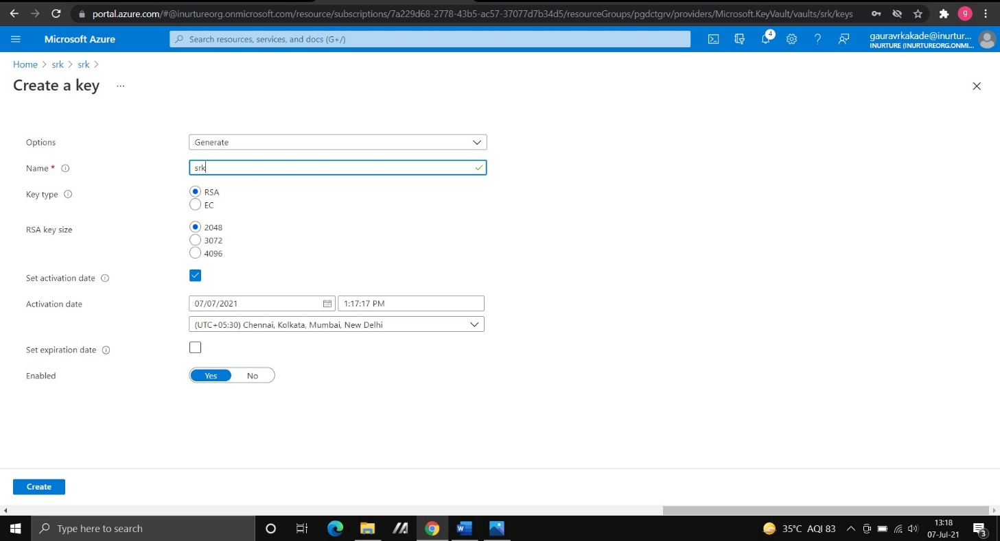 portal.azure.com/#@inurtureorg.onmicrosoft.com/resource/subscriptions/7a229d68-2778-43b5-ac57-37077d7b34d5/resourceGroups/pgdctgrv/providers/Microsoft.KeyVault/vaults/srk/keys g
Microsoft Azure Search resources, services, and docs (G+/) 4 ? gauravrkakade@inurtur...
INURTURE (INURTUREORG.ONMI...
Home > srk > srk >
Create a key ...
Options Generate
Name * srk
Key type RSA
EC
RSA key size 2048
3072
4096
Set activation date
Activation date 07/07/2021 1:17:17 PM
(UTC+05:30) Chennai, Kolkata, Mumbai, New Delhi
Set expiration date
Enabled Yes No
Create
Type here to search W 35°C AQI 83 13:18
07-Jul-21 3